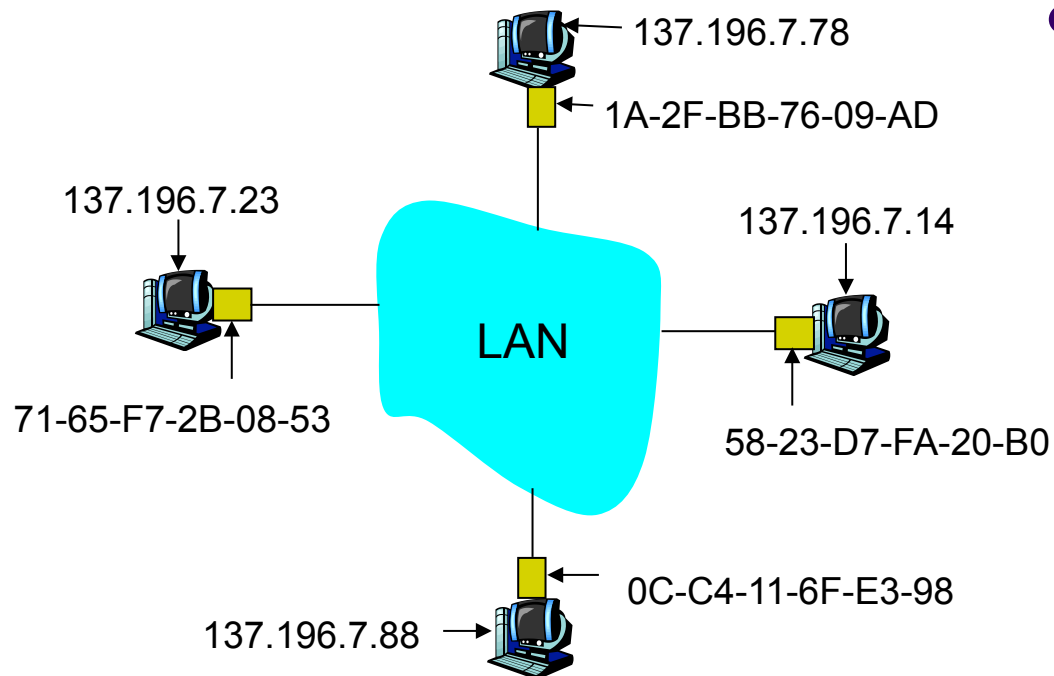 137.196.7.78
1A-2F-BB-76-09-AD
137.196.7.23
137.196.7.14
LAN
71-65-F7-2B-08-53
58-23-D7-FA-20-B0
0C-C4-11-6F-E3-98
137.196.7.88